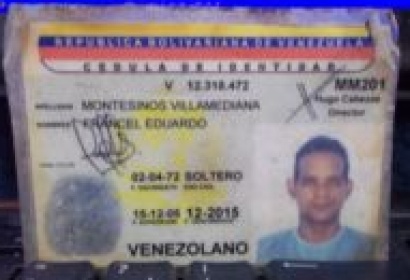 REPUBLICA BOLIVARIANA DE VENEZUELA
CEDULA DE IDENTIDAD
V 12.318.472
MM201
Hugo Cabezas
Director
APELLIDOS MONTESINOS VILLAMEDIANA
NOMBRES FRANCEL EDUARDO
02-04-72 SOLTERO
F. NACIMIENTO EDO CIVIL
15-12-05 12-2015
F. EXPEDICION F. VENCIMIENTO
VENEZOLANO